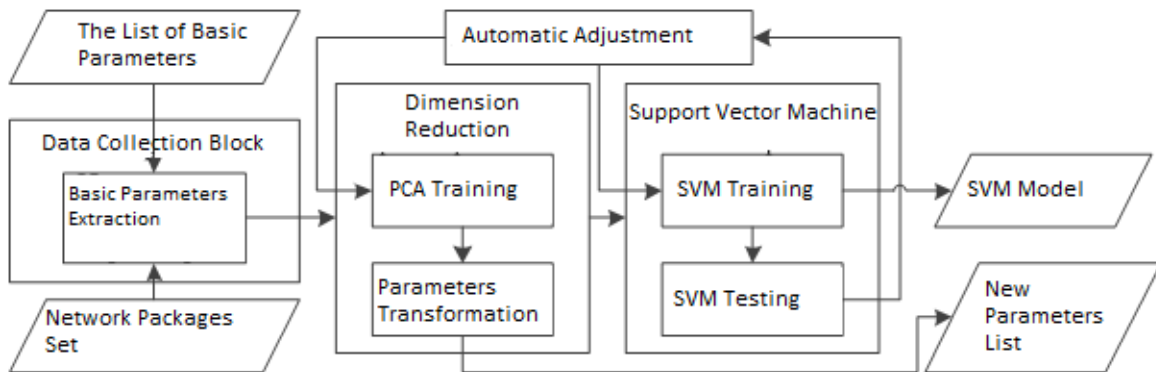 The List of Basic
Parameters
Automatic Adjustment
Data Collection Block
Basic Parameters
Extraction
Network Packages
Set
Dimension
Reduction
PCA Training
Parameters
Transformation
Support Vector Machine
SVM Training
SVM Testing
SVM Model
New
Parameters
List